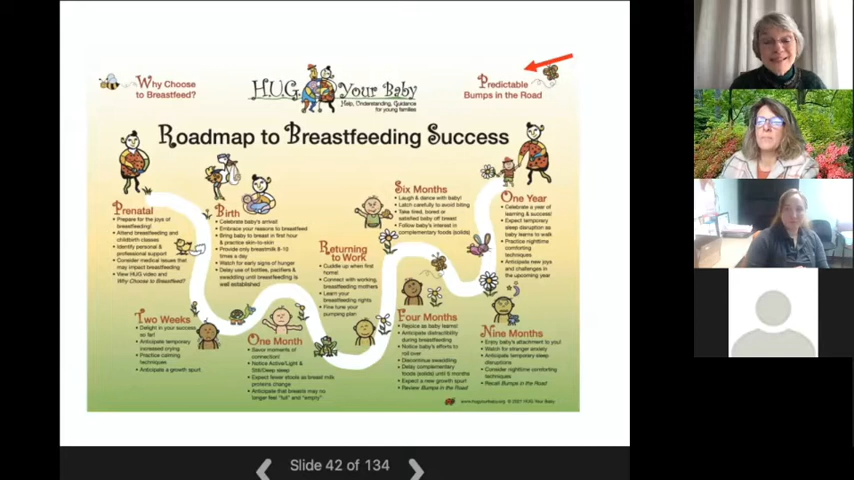 Why Choose
to Breastfeed?
HUG Your Baby
Help, Understanding, Guidance
for young families
Predictable
Bumps in the Road
Roadmap to Breastfeeding Success
Prenatal
• Prepare for the joys of
breastfeeding!
• Attend breastfeeding and
childbirth classes
• Identify personal &
professional support
• Consider medical issues that
may impact breastfeeding
• View HUG video and
Why Choose to Breastfeed?
Birth
• Celebrate baby's arrival!
• Embrace your reasons to breastfeed
• Bring baby to breast in first hour
& practice skin-to-skin
• Provide only breastmilk 8-10
times a day
• Watch for early signs of hunger
• Delay use of bottles, pacifiers &
swaddling until breastfeeding is
well established
Two Weeks
• Delight in your success
so far!
• Anticipate temporary
increased crying
• Practice calming
techniques
• Anticipate a growth spurt
One Month
• Savor moments of
connection!
• Notice Active/Light &
Still/Deep sleep
• Expect fewer stools as breast milk
proteins change
• Anticipate that breasts may no
longer feel "full" and "empty"
Returning
to Work
• Cuddle up when first
home!
• Connect with working,
breastfeeding mothers
• Learn your
breastfeeding rights
• Fine tune your
pumping plan!
Four Months
• Rejoice as baby learns!
• Anticipate distractibility
during breastfeeding
• Notice baby's efforts to
roll over
• Discontinue swaddling
• Delay complementary
foods (solids) until 6 months
• Expect a new growth spurt
• Review Bumps in the Road
Six Months
• Laugh & dance with baby!
• Latch carefully to avoid biting
• Take tired, bored or
satisfied baby off breast
• Follow baby's interest in
complementary foods (solids)
Nine Months
• Enjoy baby's attachment to you!
• Watch for stranger anxiety
• Anticipate temporary sleep
disruptions
• Consider nighttime comforting
techniques
• Recall Bumps in the Road
One Year
• Celebrate a year of
learning & success!
• Expect temporary
sleep disruption as
baby learns to walk
• Practice nighttime
comforting
techniques
• Anticipate new joys
and challenges in
the upcoming year
www.hugyourbaby.org © 2021 HUG Your Baby
Slide 42 of 134